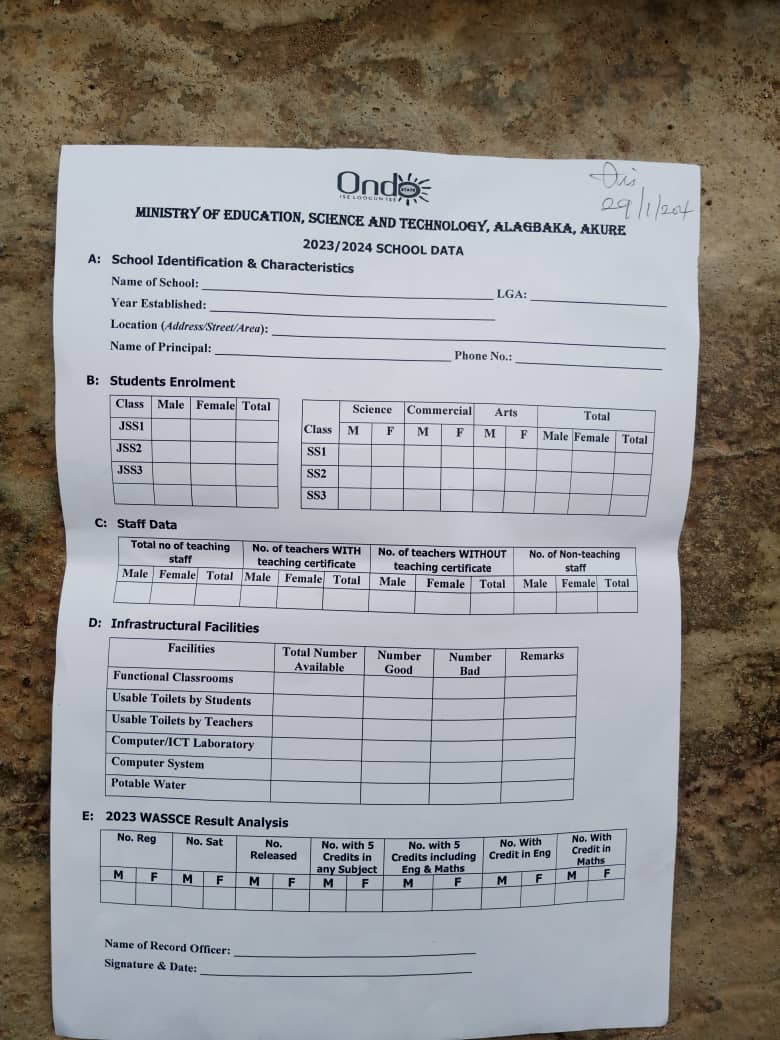 Ondo
STATE
ISE LOOGUN ISE
29/1/204
MINISTRY OF EDUCATION, SCIENCE AND TECHNOLOGY, ALAGBAKA, AKURE
2023/2024 SCHOOL DATA
A: School Identification & Characteristics
Name of School: LGA:
Year Established:
Location (Address/Street/Area):
Name of Principal: Phone No.:
B: Students Enrolment
Class Male Female Total
JSS1
JSS2
JSS3
Science Commercial Arts Total
Class M F M F M F Male Female Total
SS1
SS2
SS3
C: Staff Data
Total no of teaching staff No. of teachers WITH teaching certificate No. of teachers WITHOUT teaching certificate No. of Non-teaching staff
Male Female Total Male Female Total Male Female Total Male Female Total
D: Infrastructural Facilities
Facilities Total Number Available Number Good Number Bad Remarks
Functional Classrooms
Usable Toilets by Students
Usable Toilets by Teachers
Computer/ICT Laboratory
Computer System
Potable Water
E: 2023 WASSCE Result Analysis
No. Reg No. Sat No. Released No. with 5 Credits in any Subject No. with 5 Credits including Eng & Maths No. With Credit in Eng No. With Credit in Maths
M F M F M F M F M F M F M F
Name of Record Officer:
Signature & Date: